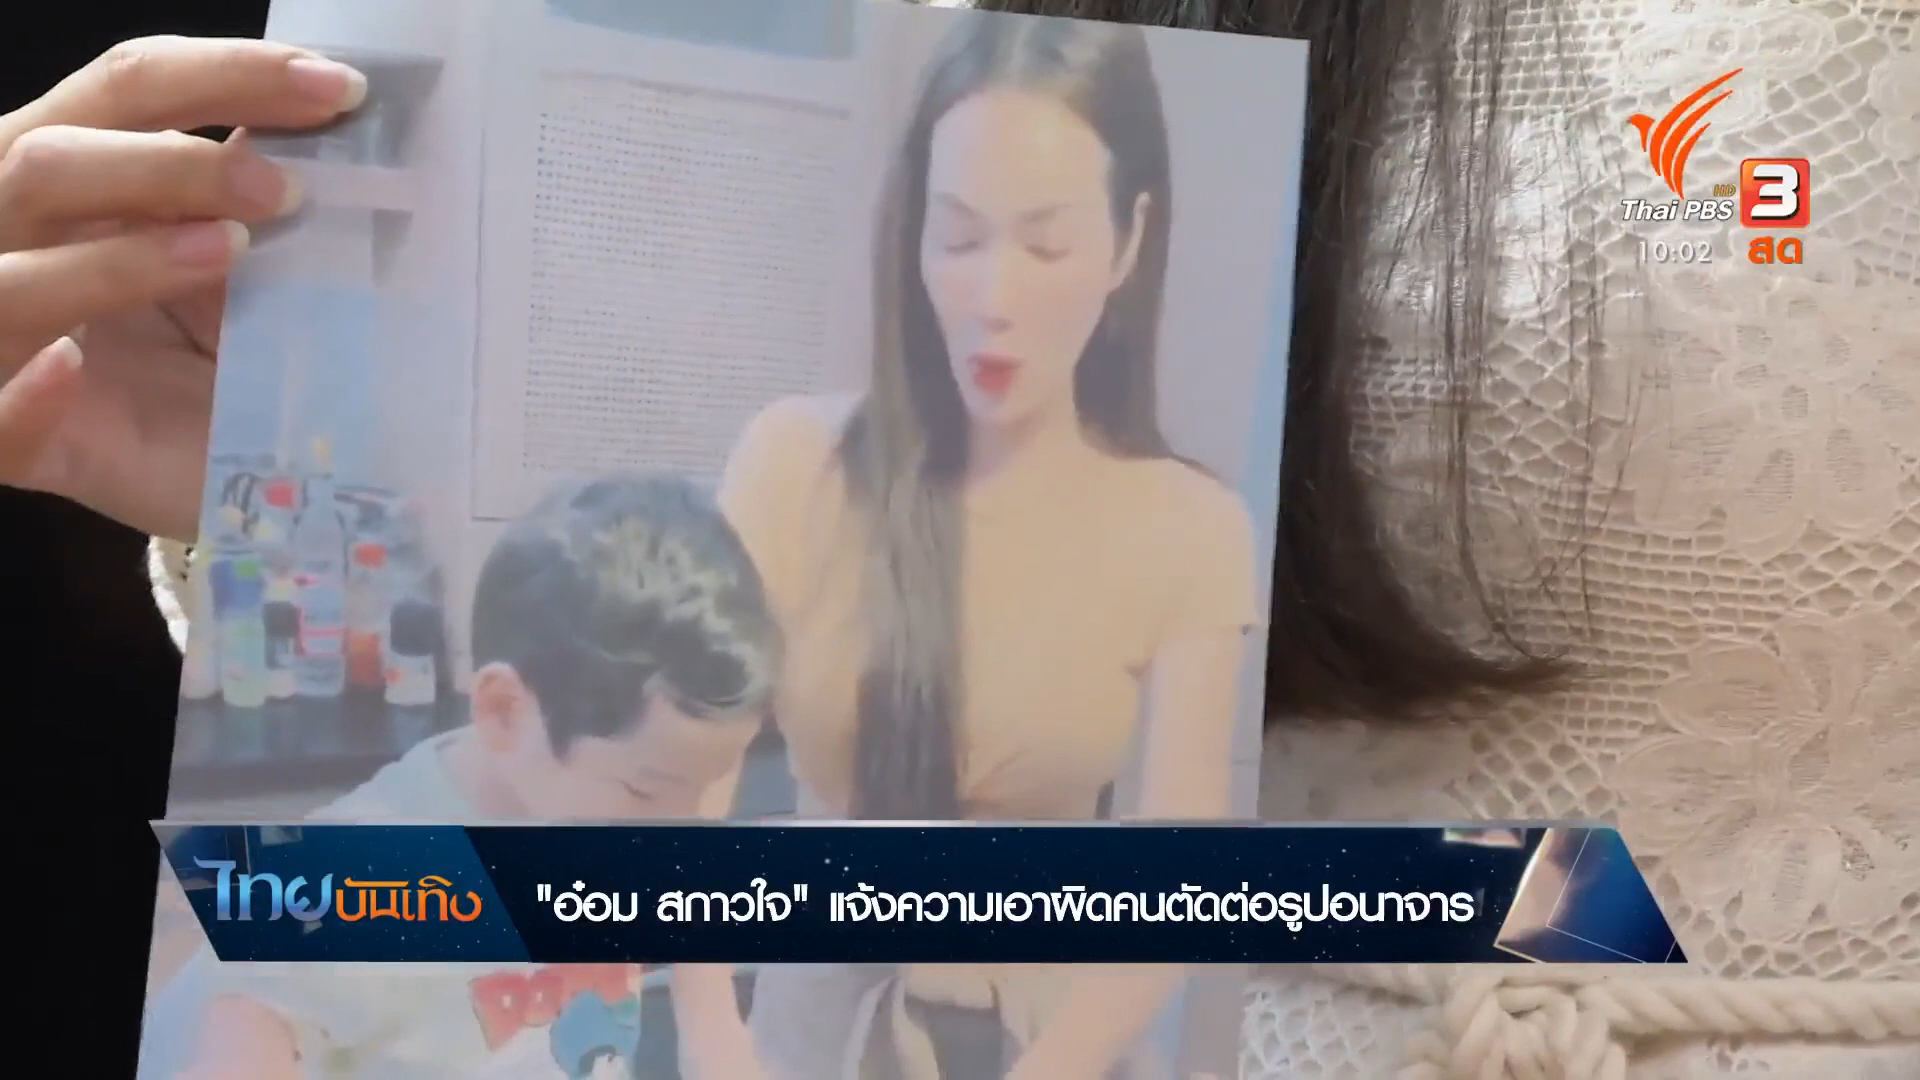 Thai PBS HD 3
10:02 สด
ไทยบันเทิง
"อ๋อม สกาวใจ" แจ้งความเอาผิดคนตัดต่อรูปอนาจาร